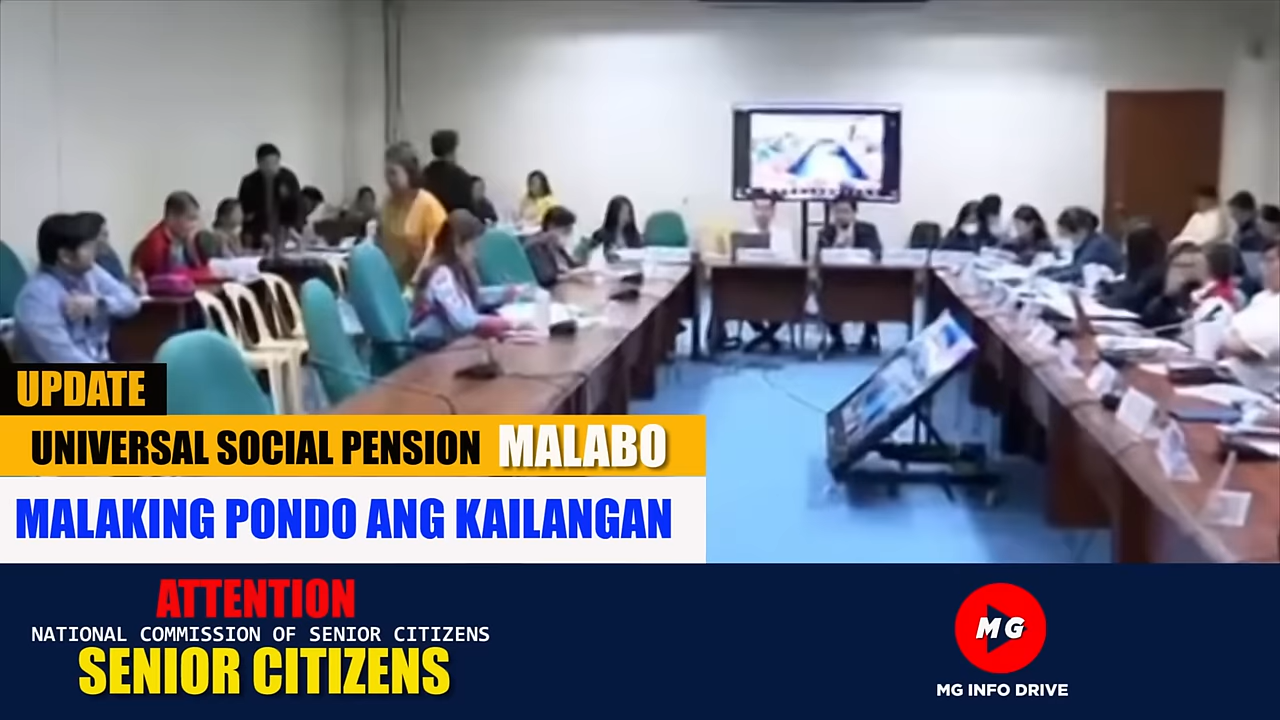 UPDATE
UNIVERSAL SOCIAL PENSION MALABO
MALAKING PONDO ANG KAILANGAN
ATTENTION
NATIONAL COMMISSION OF SENIOR CITIZENS
SENIOR CITIZENS
MG
MG INFO DRIVE